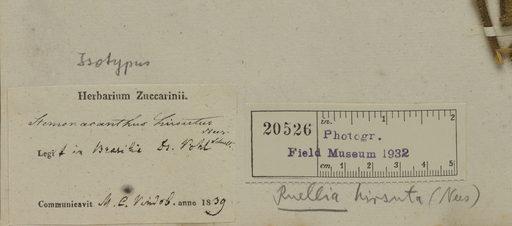 Isotypus
Herbarium Zuccarinii.
Stemonacanthus hirsutus
Nees
Legit in Brasilia Dr. Pohl
Communicavit M. C. Vindob. anno 1839
20526
in. 1 2
Photogr.
Field Museum 1932
cm. 1 2 3 4 5
Ruellia hirsuta (Nees)